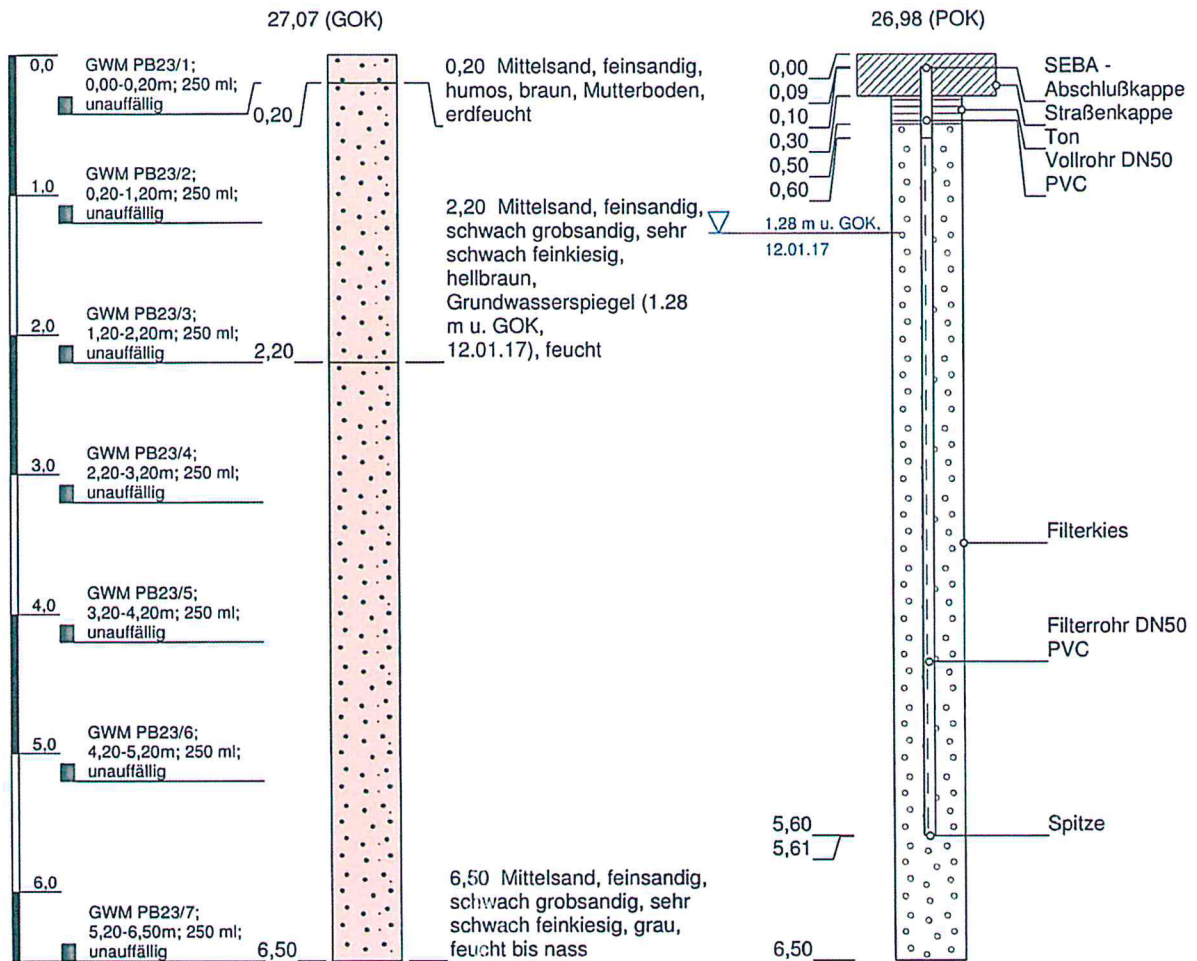 27,07 (GOK)
26,98 (POK)
0,0
1,0
2,0
3,0
4,0
5,0
6,0
GWM PB23/1;
0,00-0,20m; 250 ml;
unauffällig
GWM PB23/2;
0,20-1,20m; 250 ml;
unauffällig
GWM PB23/3;
1,20-2,20m; 250 ml;
unauffällig
GWM PB23/4;
2,20-3,20m; 250 ml;
unauffällig
GWM PB23/5;
3,20-4,20m; 250 ml;
unauffällig
GWM PB23/6;
4,20-5,20m; 250 ml;
unauffällig
GWM PB23/7;
5,20-6,50m; 250 ml;
unauffällig
0,20
2,20
6,50
0,20 Mittelsand, feinsandig,
humos, braun, Mutterboden,
erdfeucht
2,20 Mittelsand, feinsandig,
schwach grobsandig, sehr
schwach feinkiesig,
hellbraun,
Grundwasserspiegel (1.28
m u. GOK,
12.01.17), feucht
6,50 Mittelsand, feinsandig,
schwach grobsandig, sehr
schwach feinkiesig, grau,
feucht bis nass
0,00
0,09
0,10
0,30
0,50
0,60
1.28 m u. GOK,
12.01.17
5,60
5,61
6,50
SEBA -
Abschlußkappe
Straßenkappe
Ton
Vollrohr DN50
PVC
Filterkies
Filterrohr DN50
PVC
Spitze